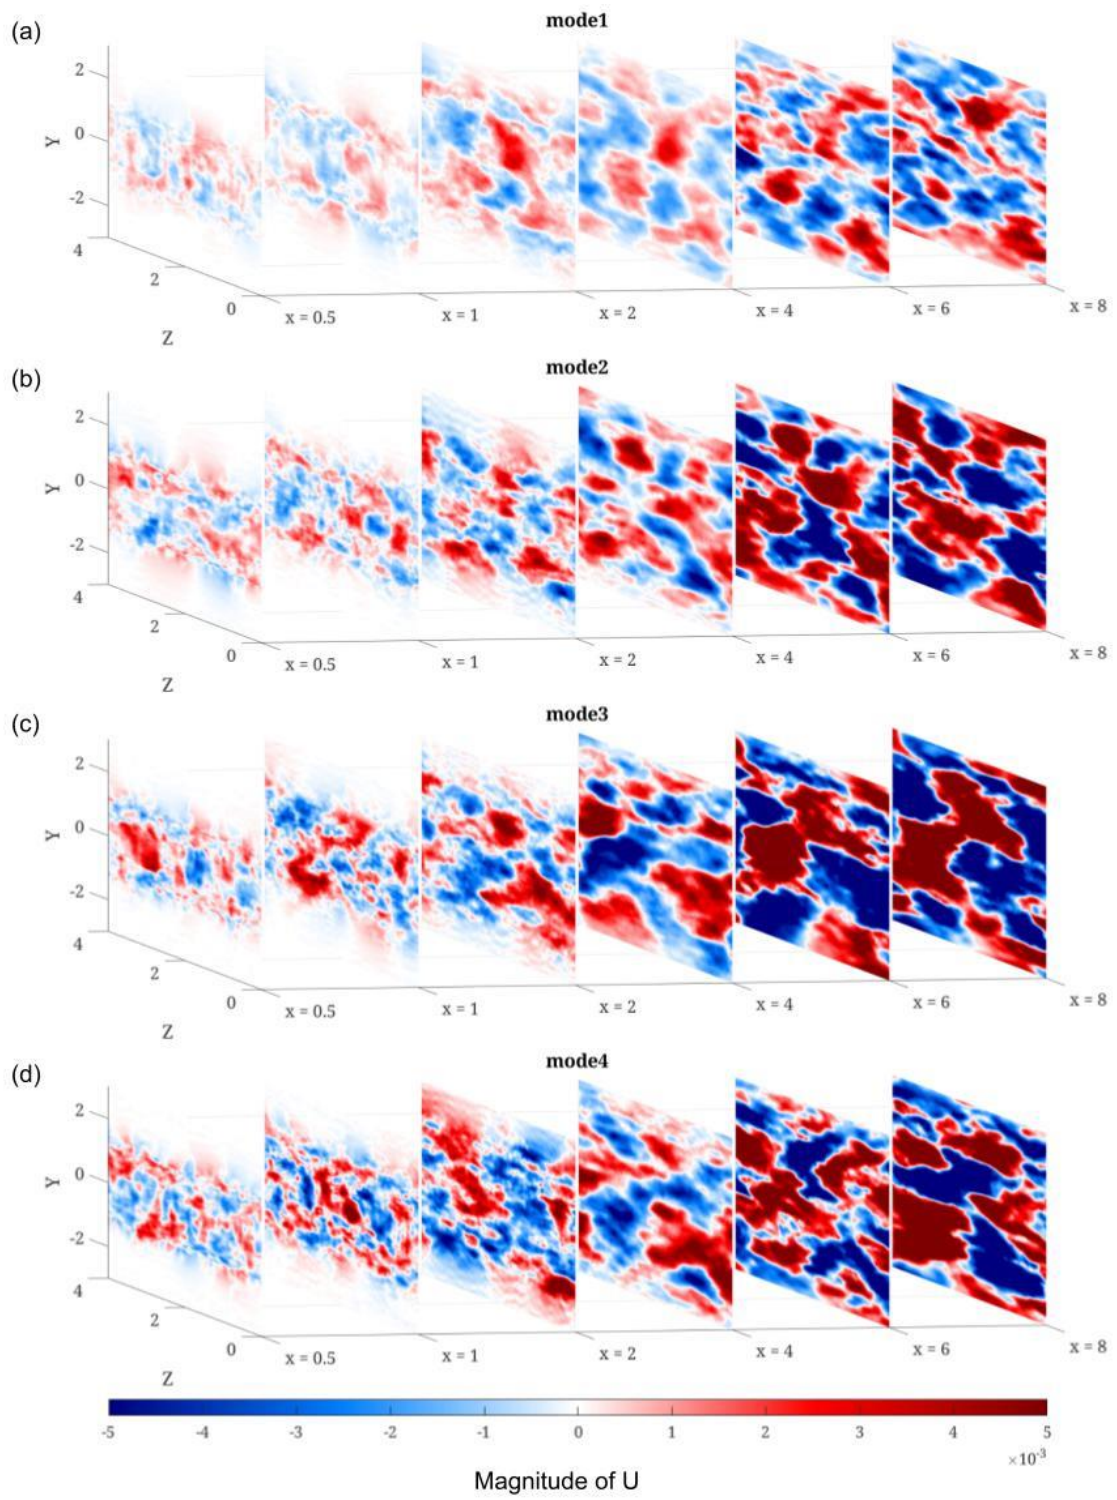 (a)
mode1
2
0
-2
Y
4
2
0
Z
x = 0.5
x = 1
x = 2
x = 4
x = 6
x = 8
(b)
mode2
2
0
-2
Y
4
2
0
Z
x = 0.5
x = 1
x = 2
x = 4
x = 6
x = 8
(c)
mode3
2
0
-2
Y
4
2
0
Z
x = 0.5
x = 1
x = 2
x = 4
x = 6
x = 8
(d)
mode4
2
0
-2
Y
4
2
0
Z
x = 0.5
x = 1
x = 2
x = 4
x = 6
x = 8
-5 -4 -3 -2 -1 0 1 2 3 4 5
×10⁻³
Magnitude of U